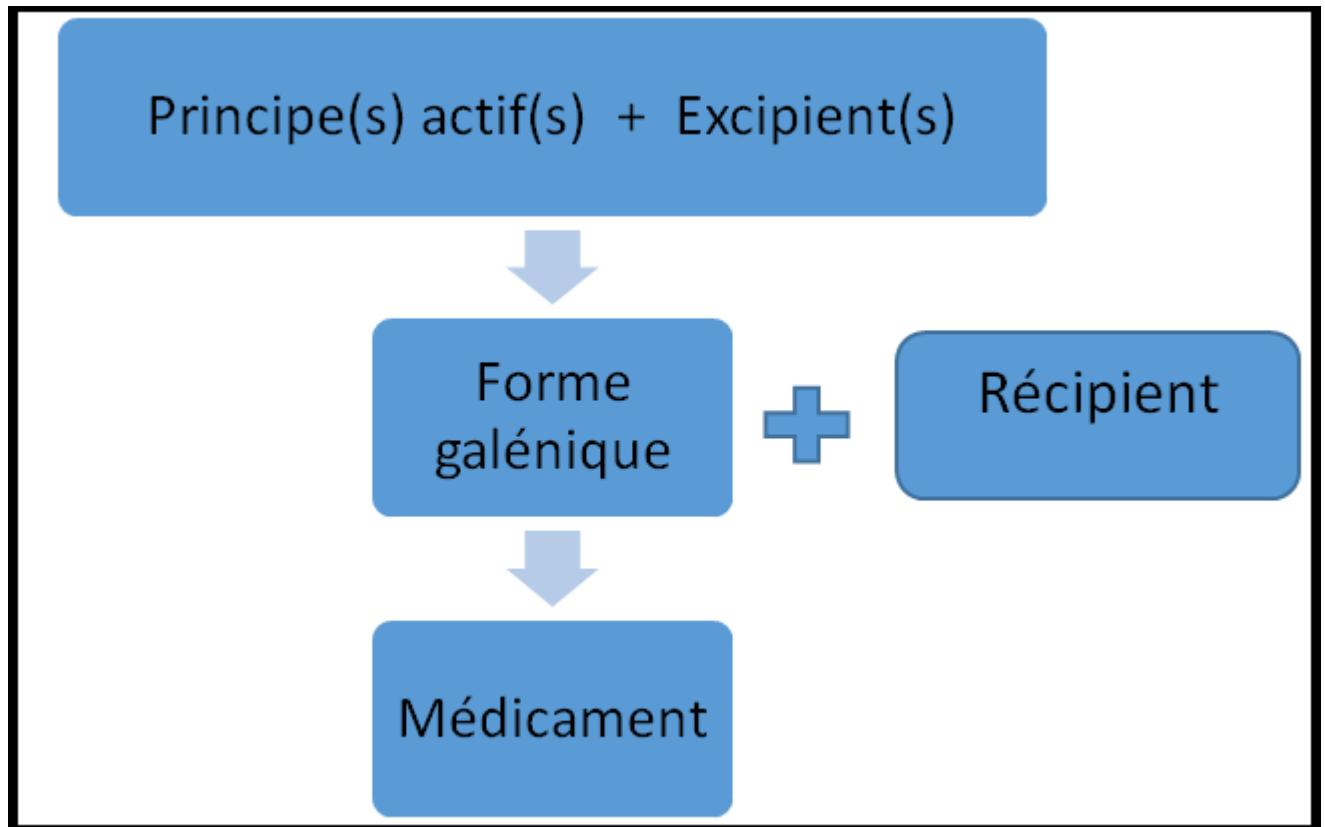 Principe(s) actif(s) + Excipient(s)
Forme
galénique
Récipient
Médicament